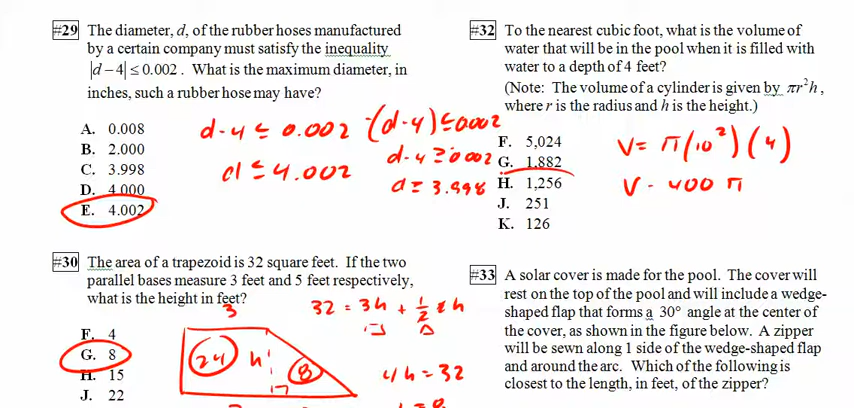 #29 The diameter, d, of the rubber hoses manufactured
by a certain company must satisfy the inequality
|d – 4| ≤ 0.002 . What is the maximum diameter, in
inches, such a rubber hose may have?
A. 0.008
B. 2.000
C. 3.998
D. 4.000
E. 4.002
d - 4 ≤ 0.002
d ≤ 4.002
-(d-4) ≤ 0.002
d-4 ≥ -0.002
d ≥ 3.998
#30 The area of a trapezoid is 32 square feet. If the two
parallel bases measure 3 feet and 5 feet respectively,
what is the height in feet?
F. 4
G. 8
H. 15
J. 22
3
24
h
8
32 = 3h + 1/2 2h
4h = 32
#32 To the nearest cubic foot, what is the volume of
water that will be in the pool when it is filled with
water to a depth of 4 feet?
(Note: The volume of a cylinder is given by πr²h ,
where r is the radius and h is the height.)
F. 5,024
G. 1,882
H. 1,256
J. 251
K. 126
V = π(10²)(4)
V = 400 π
#33 A solar cover is made for the pool. The cover will
rest on the top of the pool and will include a wedge-
shaped flap that forms a 30° angle at the center of
the cover, as shown in the figure below. A zipper
will be sewn along 1 side of the wedge-shaped flap
and around the arc. Which of the following is
closest to the length, in feet, of the zipper?